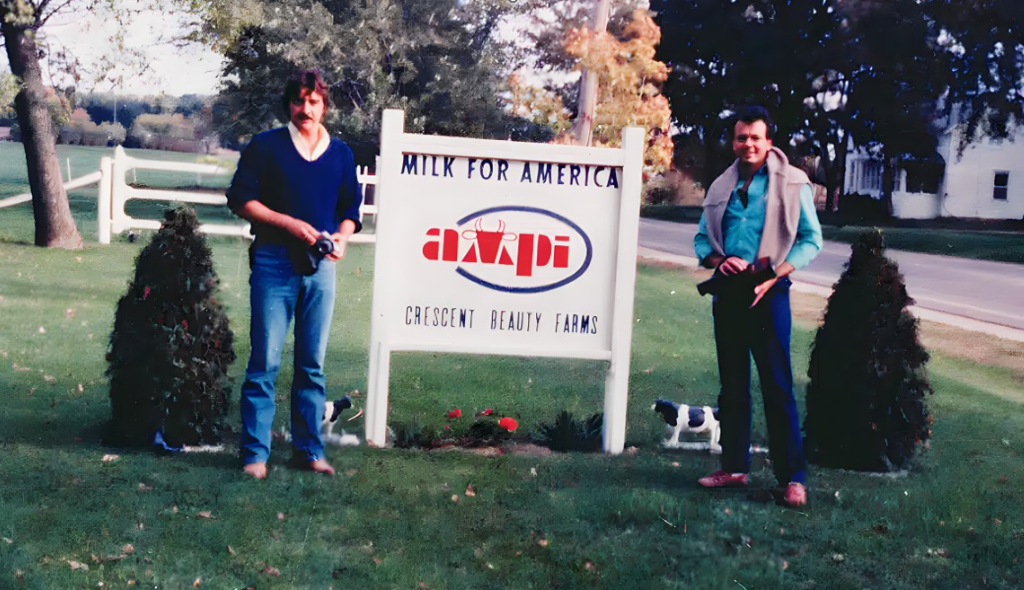 MILK FOR AMERICA
ampi
CRESCENT BEAUTY FARMS